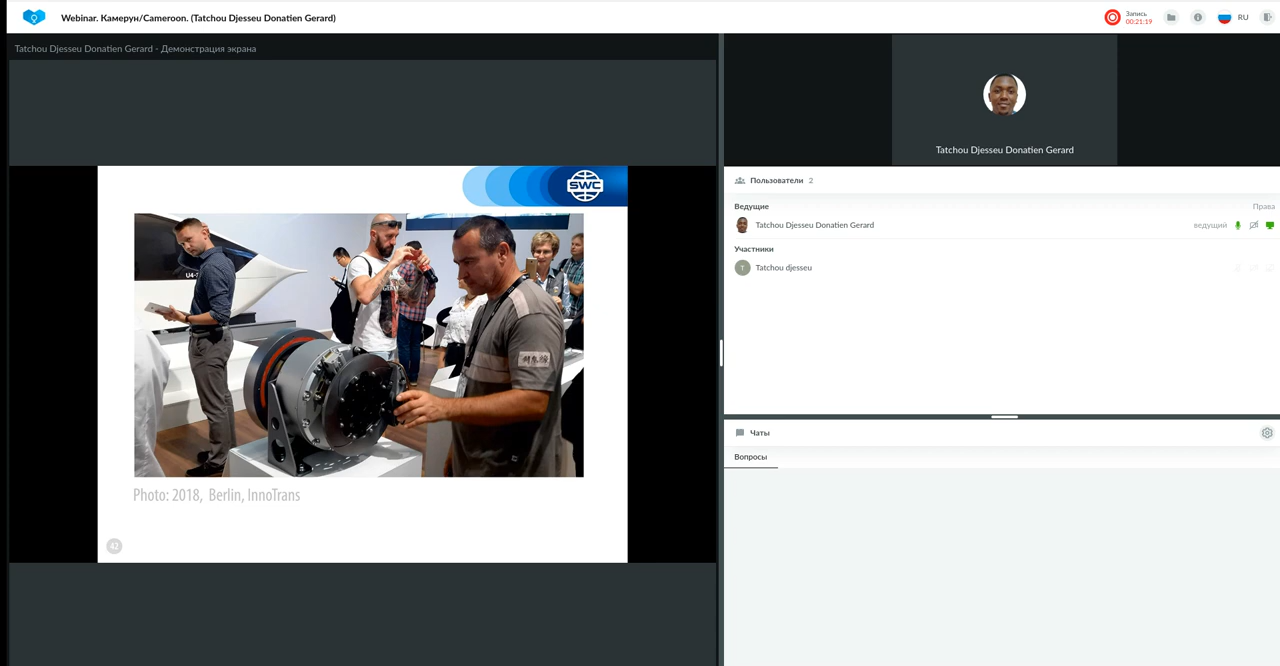 Webinar. Камерун/Cameroon. (Tatchou Djesseu Donatien Gerard)
Запись
00:21:19
RU
Tatchou Djesseu Donatien Gerard - Демонстрация экрана
SWC
U4-
Photo: 2018, Berlin, InnoTrans
42
Tatchou Djesseu Donatien Gerard
Пользователи 2
Ведущие Права
Tatchou Djesseu Donatien Gerard ведущий
Участники
T Tatchou djesseu
Чаты
Вопросы